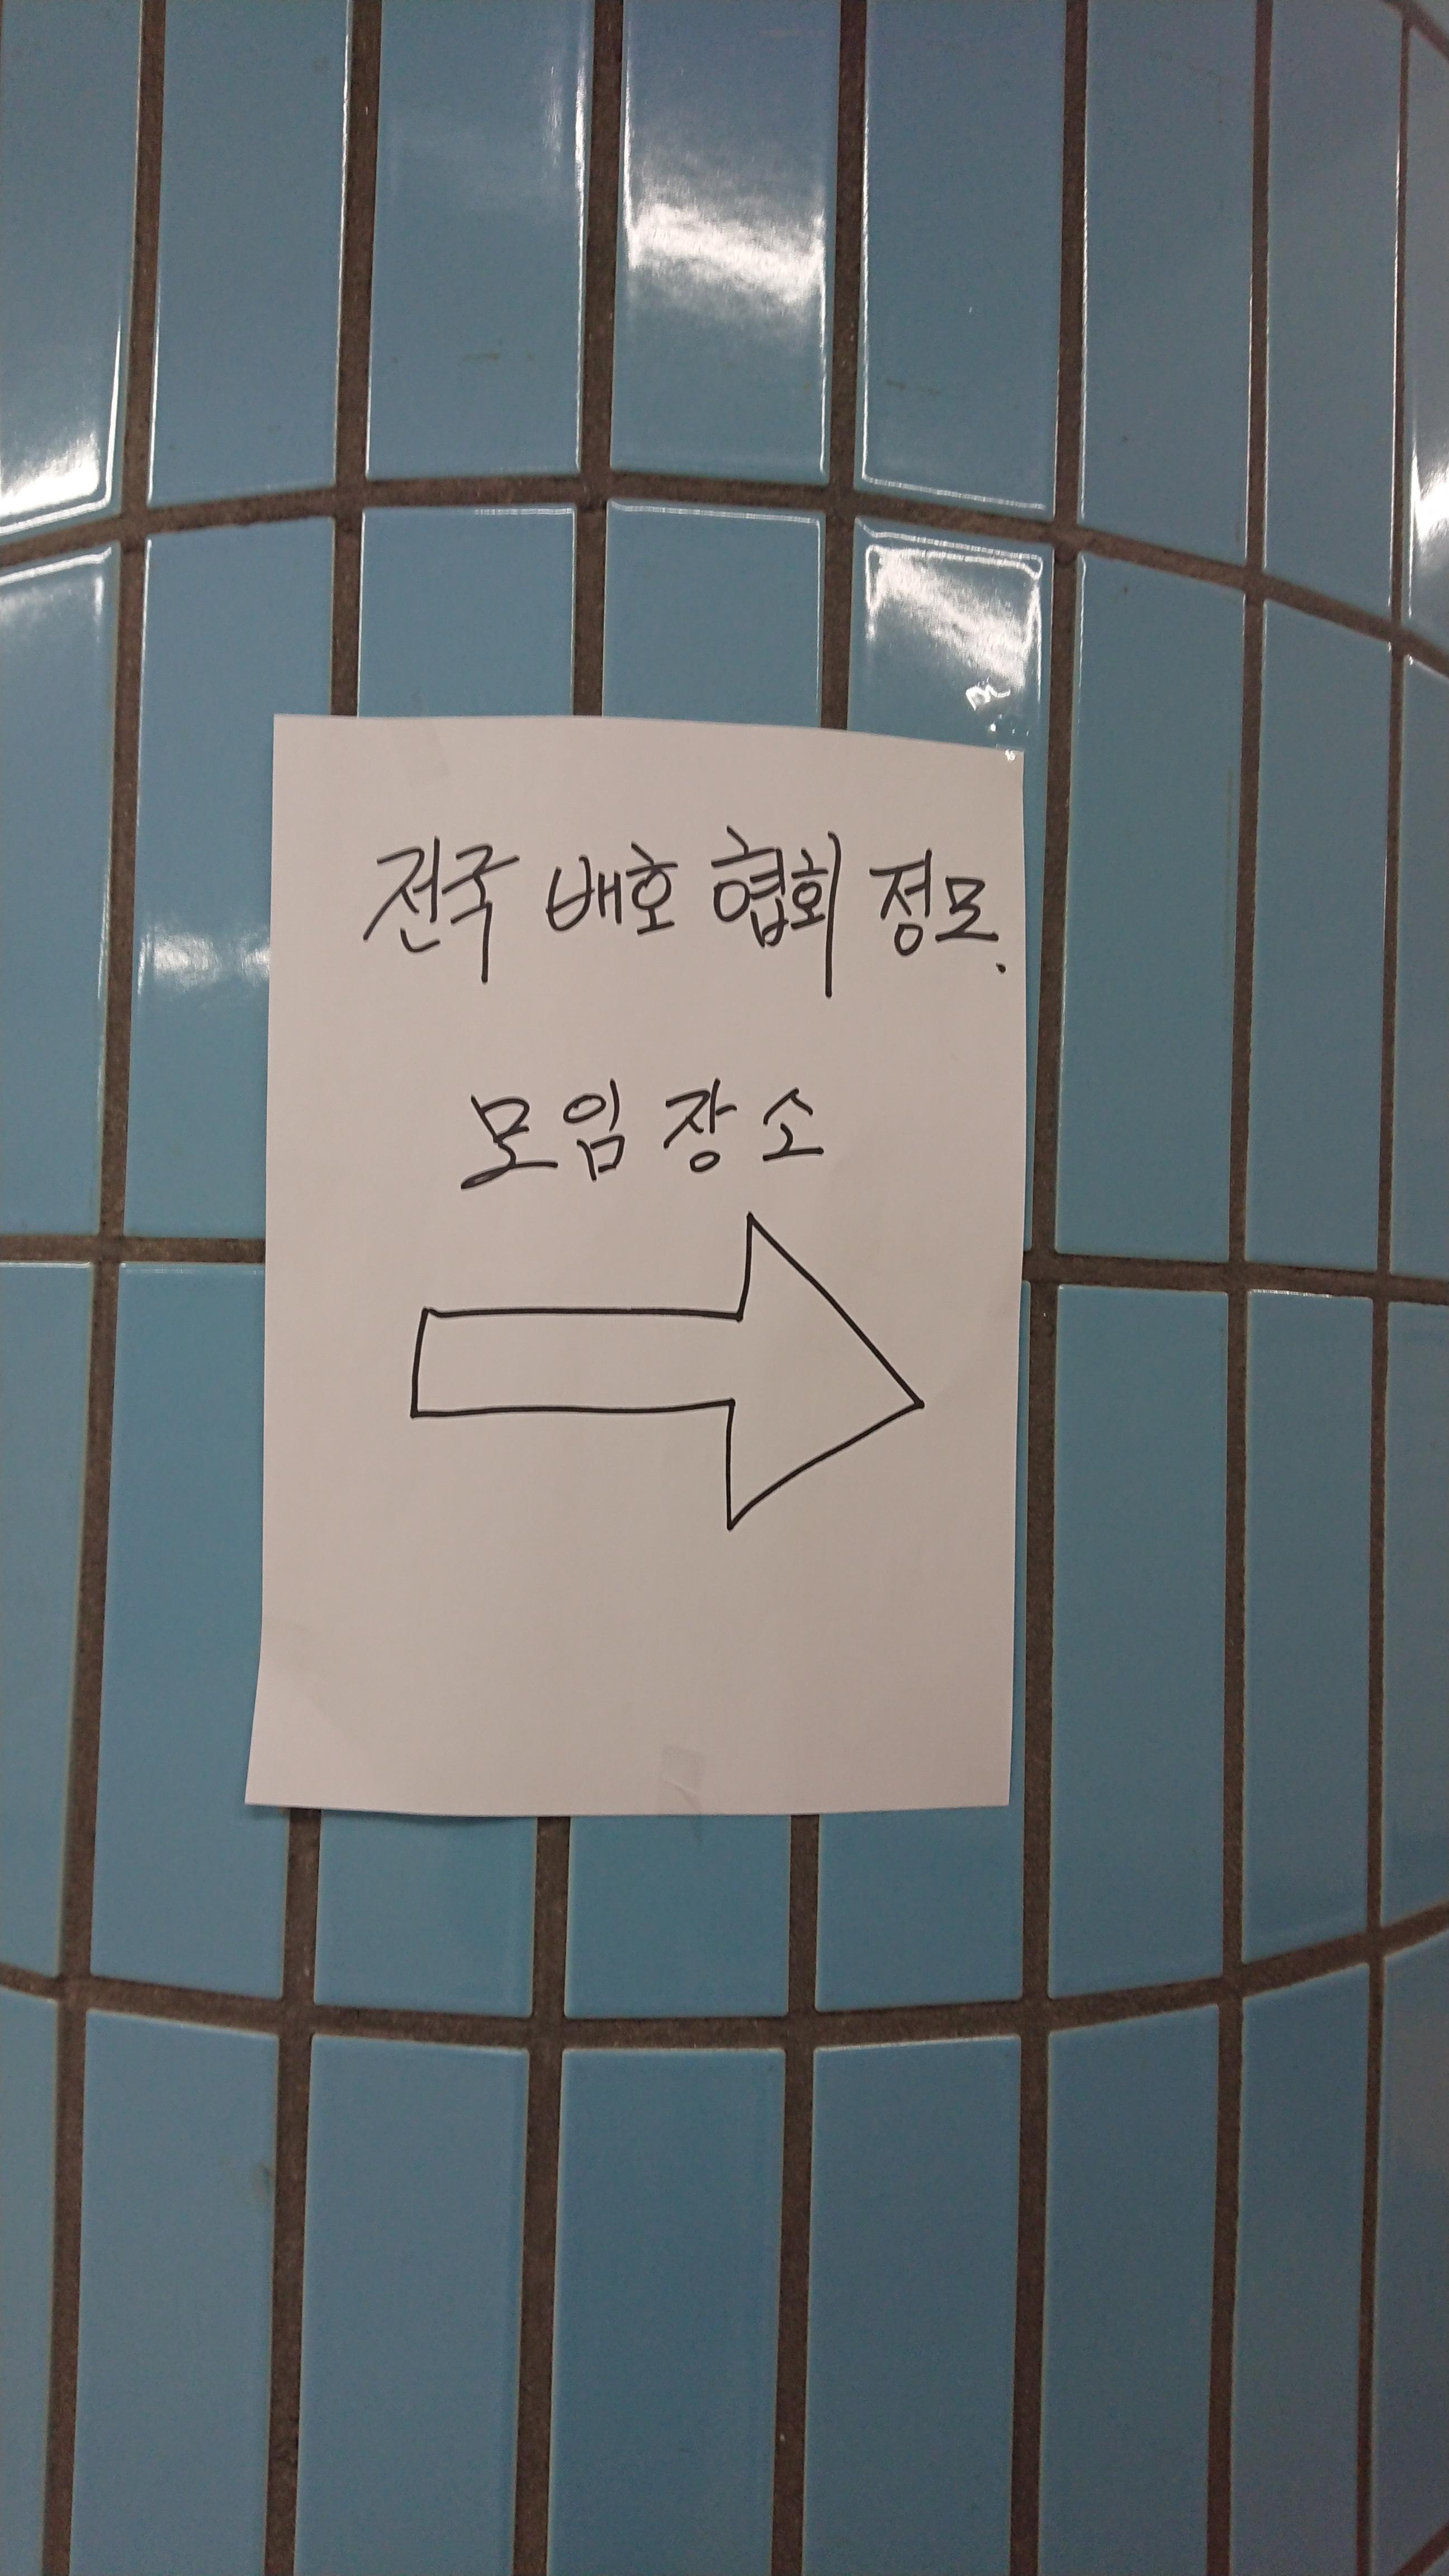 전국 배호 협회 정모.
모임 장소